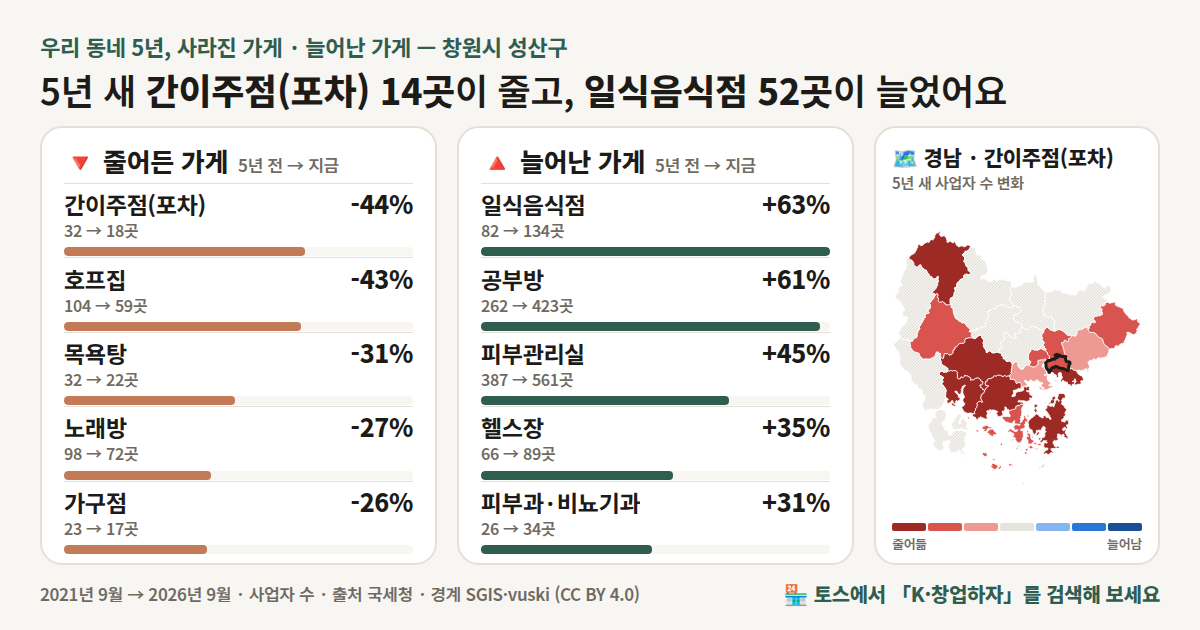 우리 동네 5년, 사라진 가게 · 늘어난 가게 — 창원시 성산구
5년 새 간이주점(포차) 14곳이 줄고, 일식음식점 52곳이 늘었어요
줄어든 가게 5년 전 → 지금
간이주점(포차) -44%
32 → 18곳
호프집 -43%
104 → 59곳
목욕탕 -31%
32 → 22곳
노래방 -27%
98 → 72곳
가구점 -26%
23 → 17곳
늘어난 가게 5년 전 → 지금
일식음식점 +63%
82 → 134곳
공부방 +61%
262 → 423곳
피부관리실 +45%
387 → 561곳
헬스장 +35%
66 → 89곳
피부과·비뇨기과 +31%
26 → 34곳
경남 · 간이주점(포차)
5년 새 사업자 수 변화
줄어듦 늘어남
2021년 9월 → 2026년 9월 · 사업자 수 · 출처 국세청 · 경계 SGIS·vuski (CC BY 4.0)
토스에서 「K·창업하자」를 검색해 보세요